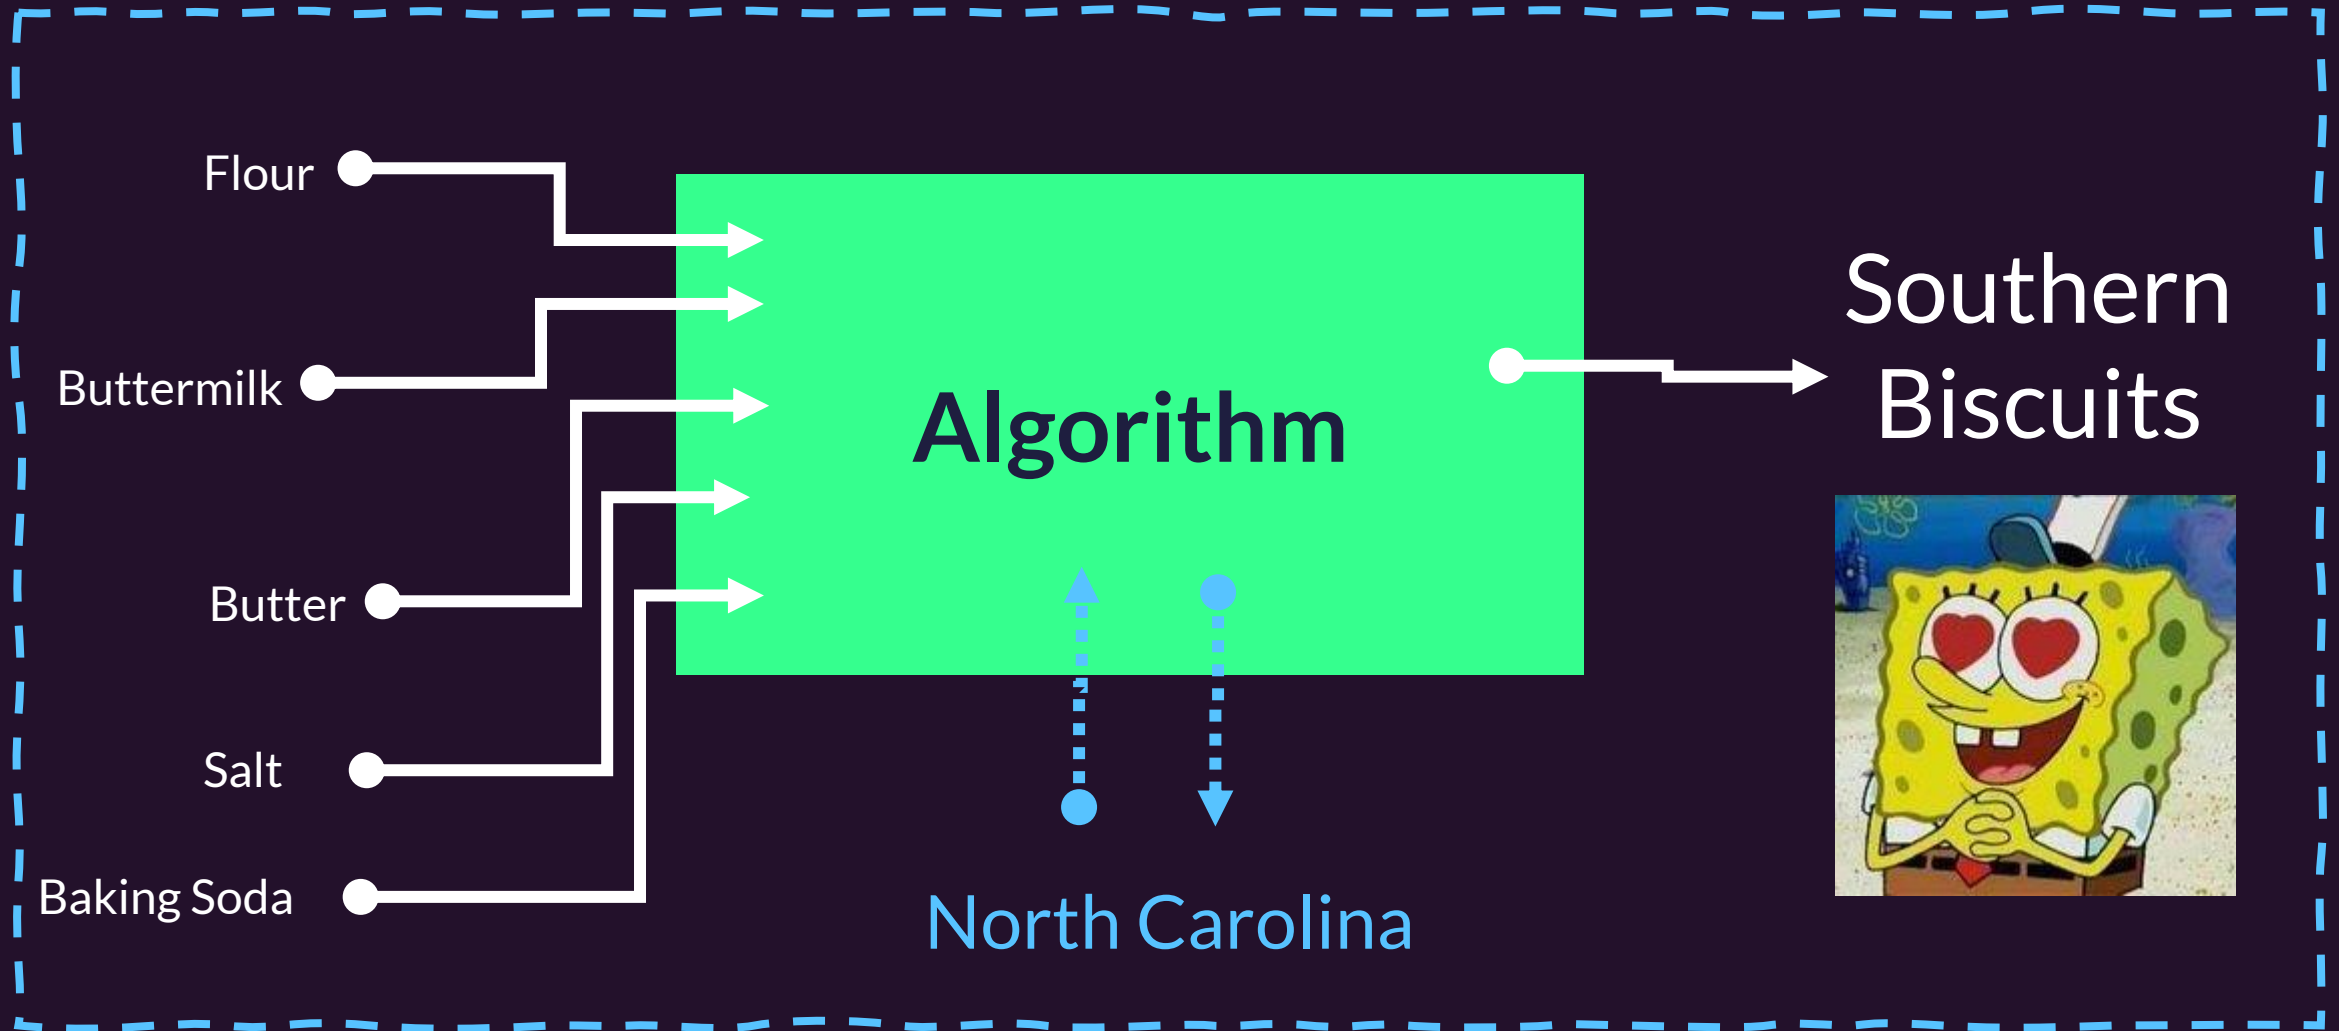 Flour
Buttermilk
Butter
Salt
Baking Soda
Algorithm
North Carolina
Southern
Biscuits